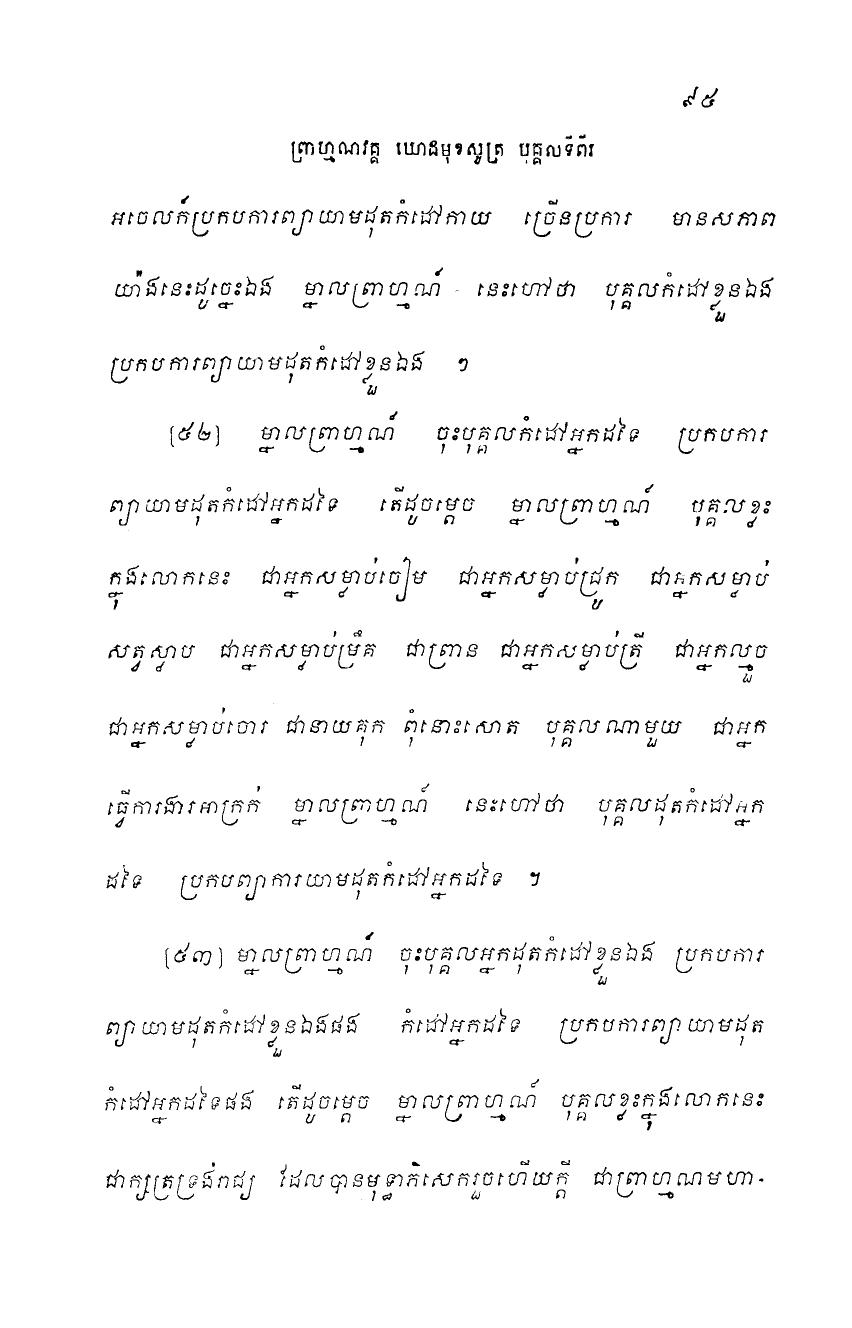 ៩៥
ព្រាហ្មណវគ្គ ឃោដមុខសូត្រ បុគ្គលទីពីរ
អចេលក៍ប្រកបការព្យាយាមដុតកំដៅកាយ ច្រើនប្រការ មានសភាព
យ៉ាងនេះដូច្នេះឯង ម្នាលព្រាហ្មណ៍ នេះហៅថា បុគ្គលកំដៅខ្លួនឯង
ប្រកបការព្យាយាមដុតកំដៅខ្លួនឯង ៗ
[៥២] ម្នាលព្រាហ្មណ៍ ចុះបុគ្គលកំដៅអ្នកដទៃ ប្រកបការ
ព្យាយាមដុតកំដៅអ្នកដទៃ តើដូចម្តេច ម្នាលព្រាហ្មណ៍ បុគ្គលខ្លះ
ក្នុងលោកនេះ ជាអ្នកសម្លាប់ចៀម ជាអ្នកសម្លាប់ជ្រូក ជាអ្នកសម្លាប់
សត្វស្លាប ជាអ្នកសម្លាប់ម្រឹគ ជាព្រាន ជាអ្នកសម្លាប់ត្រី ជាអ្នកល្មួច
ជាអ្នកសម្លាប់ចោរ ជានាយគុក ពុំនោះសោត បុគ្គលណាមួយ ជាអ្នក
ធ្វើការងារអាក្រក់ ម្នាលព្រាហ្មណ៍ នេះហៅថា បុគ្គលដុតកំដៅអ្នក
ដទៃ ប្រកបព្យាការយាមដុតកំដៅអ្នកដទៃ ។
[៥៣] ម្នាលព្រាហ្មណ៍ ចុះបុគ្គលអ្នកដុតកំដៅខ្លួនឯង ប្រកបការ
ព្យាយាមដុតកំដៅខ្លួនឯងផង កំដៅអ្នកដទៃ ប្រកបការព្យាយាមដុត
កំដៅអ្នកដទៃផង តើដូចម្តេច ម្នាលព្រាហ្មណ៍ បុគ្គលខ្លះក្នុងលោកនេះ
ជាក្សត្រទ្រង់រាជ្យ ដែលបានមុទ្ធាភិសេករួចហើយក្តី ជាព្រាហ្មណមហា-